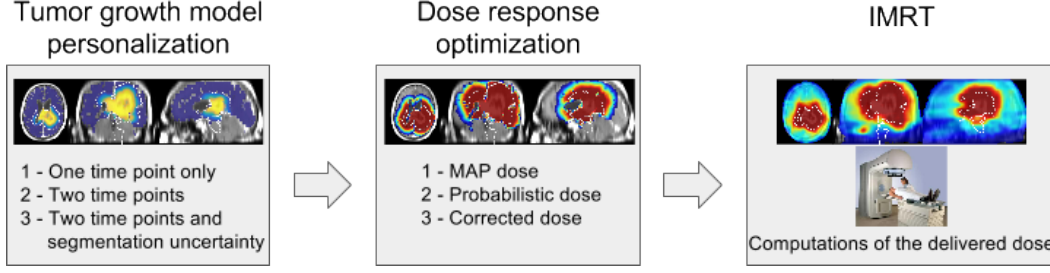 Tumor growth model
personalization
1 - One time point only
2 - Two time points
3 - Two time points and
segmentation uncertainty
Dose response
optimization
1 - MAP dose
2 - Probabilistic dose
3 - Corrected dose
IMRT
Computations of the delivered dose